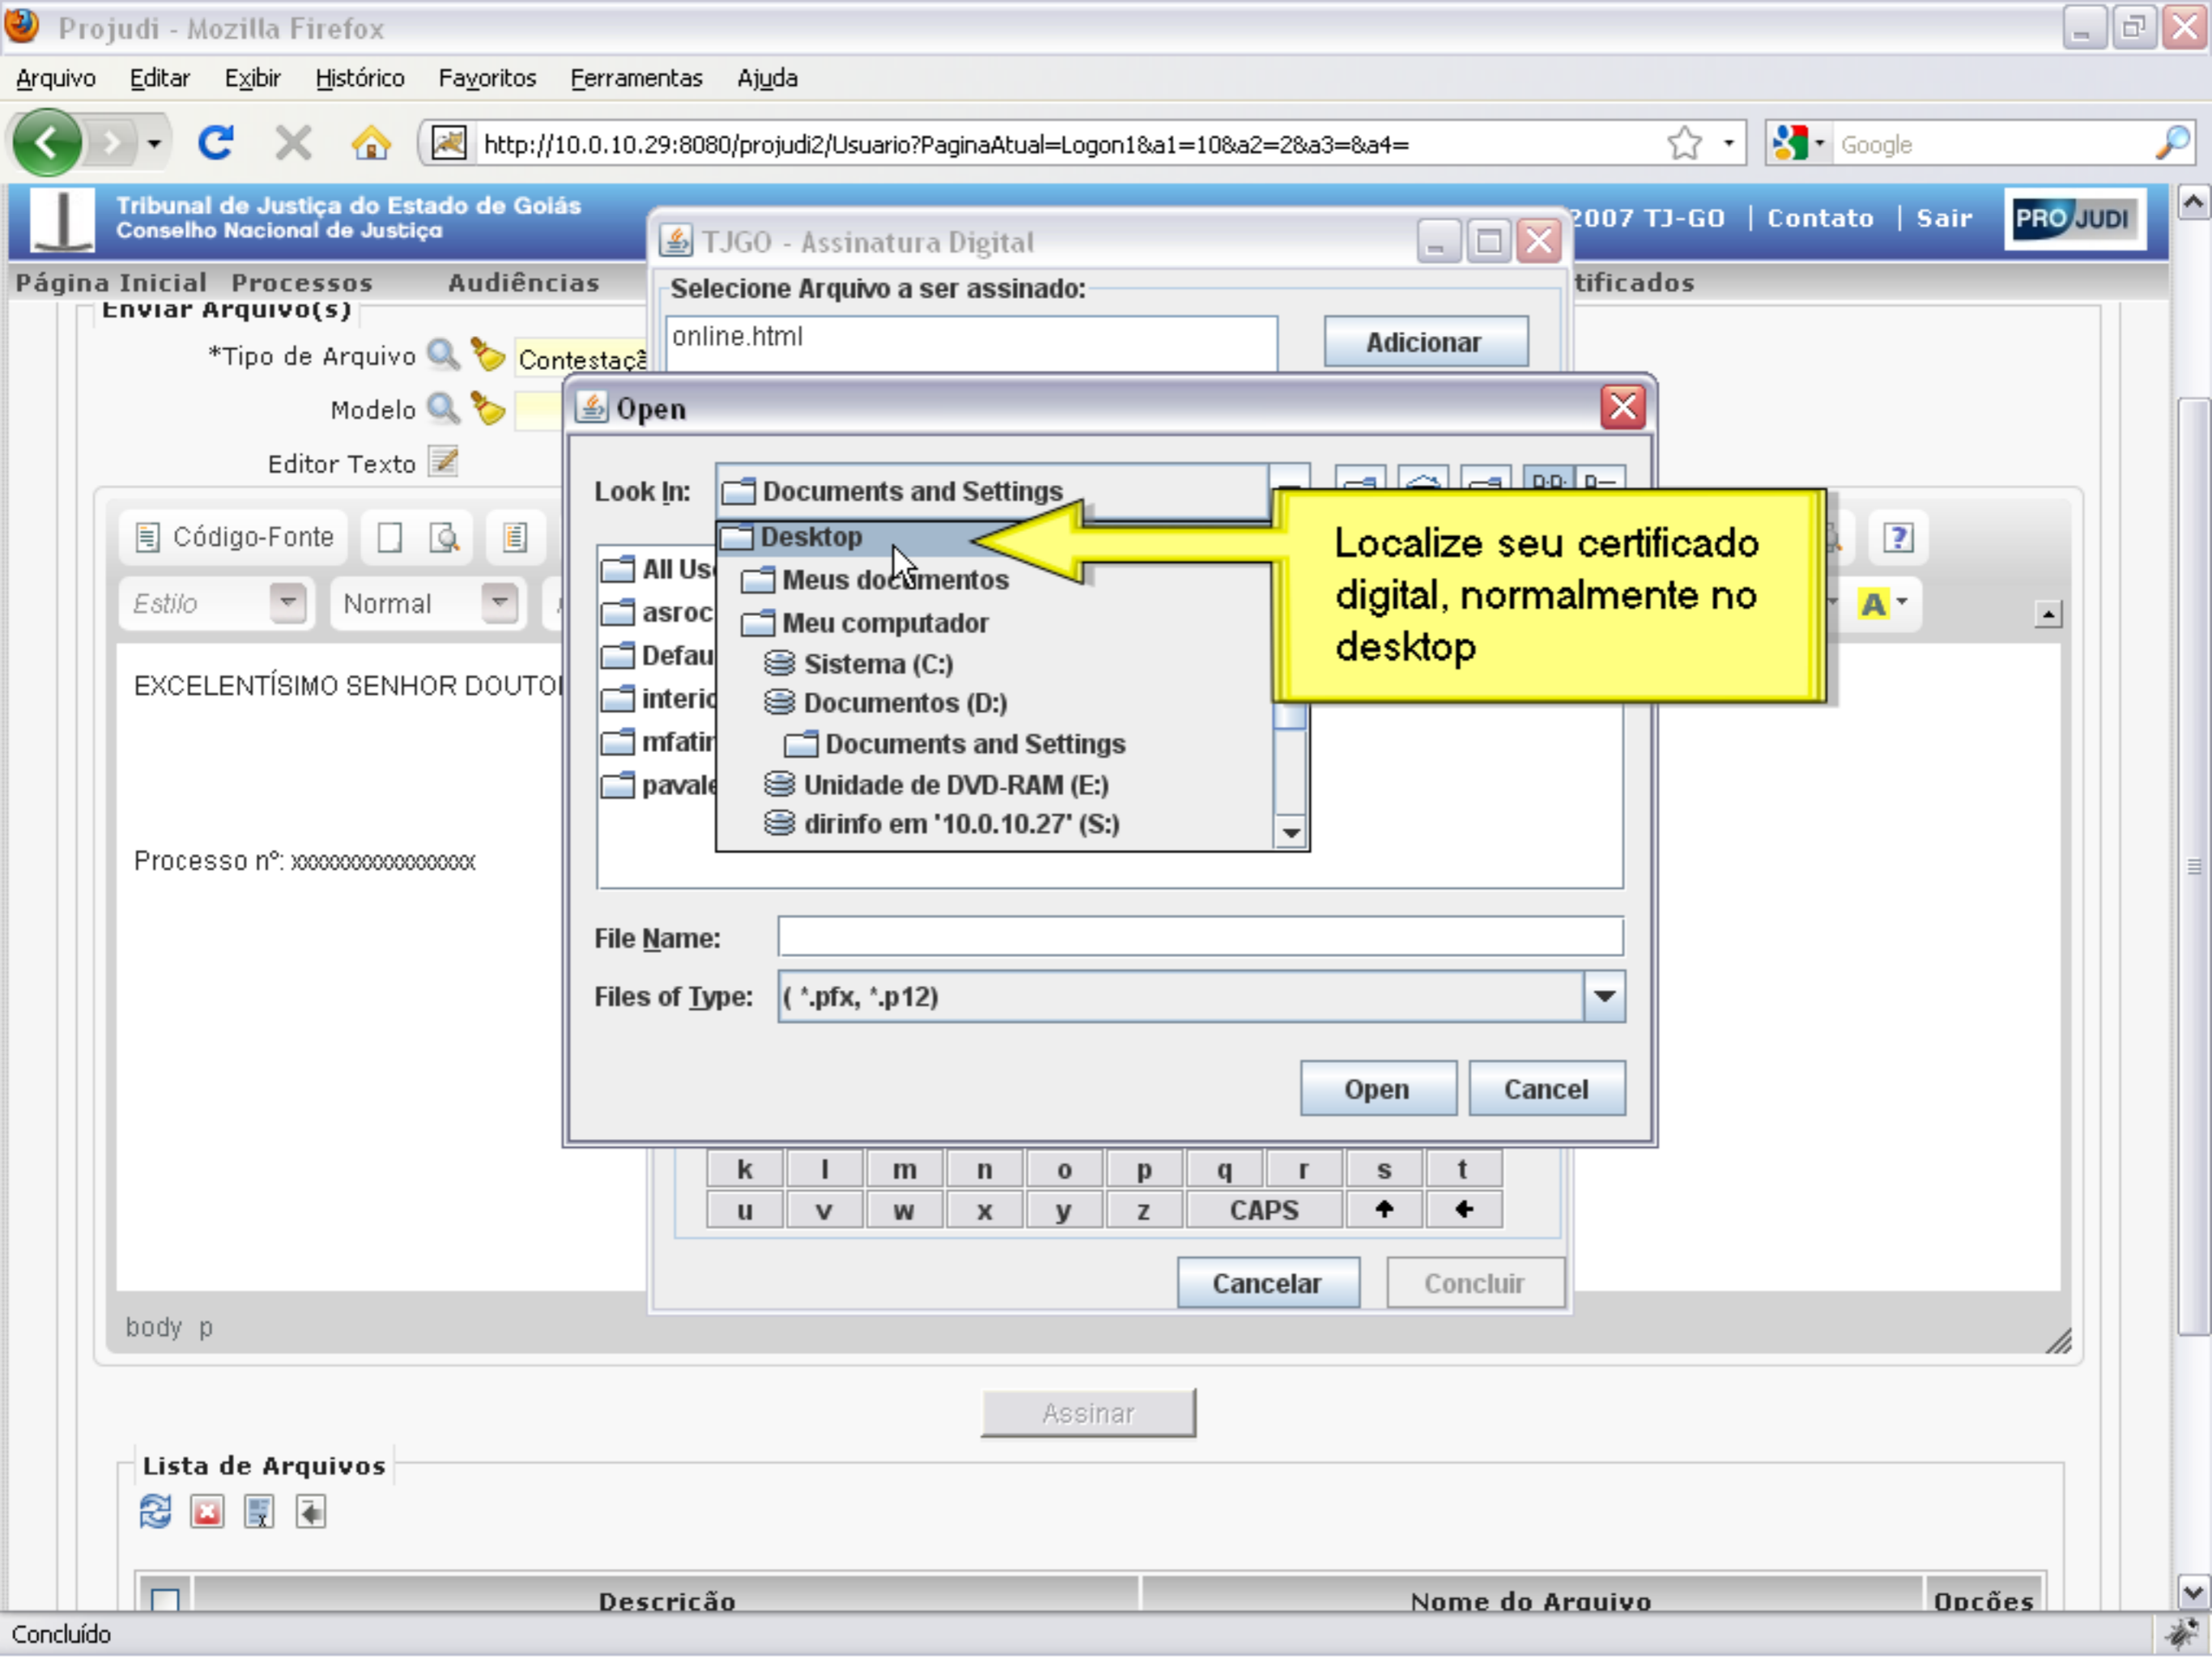 Projudi - Mozilla Firefox
Arquivo Editar Exibir Histórico Favoritos Ferramentas Ajuda
http://10.0.10.29:8080/projudi2/Usuario?PaginaAtual=Logon1&a1=10&a2=2&a3=&a4=
Google
Tribunal de Justiça do Estado de Goiás
Conselho Nacional de Justiça
2007 TJ-GO | Contato | Sair
PRO JUDI
Página Inicial Processos Audiências
tificados
TJGO - Assinatura Digital
Selecione Arquivo a ser assinado:
online.html
Adicionar
Enviar Arquivo(s)
*Tipo de Arquivo Contestaçã
Modelo
Editor Texto
Open
Look In: Documents and Settings
Desktop
Meus documentos
Meu computador
Sistema (C:)
Documentos (D:)
Documents and Settings
Unidade de DVD-RAM (E:)
dirinfo em '10.0.10.27' (S:)
All Use
asroc
Defau
interio
mfatir
pavale
Localize seu certificado
digital, normalmente no
desktop
File Name:
Files of Type: ( *.pfx, *.p12)
Open Cancel
Código-Fonte
Estilo Normal
A
EXCELENTÍSIMO SENHOR DOUTO
Processo nº: xxxxxxxxxxxxxxxxxx
k l m n o p q r s t
u v w x y z CAPS
Cancelar Concluir
body p
Assinar
Lista de Arquivos
Descrição Nome do Arquivo Opções
Concluído